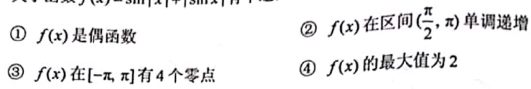 ① f(x)是偶函数 ② f(x)在区间(π/2, π)单调递增
③ f(x)在[-π, π]有4个零点 ④ f(x)的最大值为2